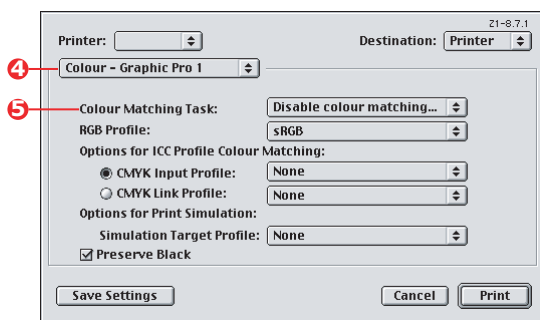 Z1-8.7.1
Printer: Destination: Printer
4 Colour - Graphic Pro 1
5 Colour Matching Task: Disable colour matching...
RGB Profile: sRGB
Options for ICC Profile Colour Matching:
CMYK Input Profile: None
CMYK Link Profile: None
Options for Print Simulation:
Simulation Target Profile: None
Preserve Black
Save Settings Cancel Print